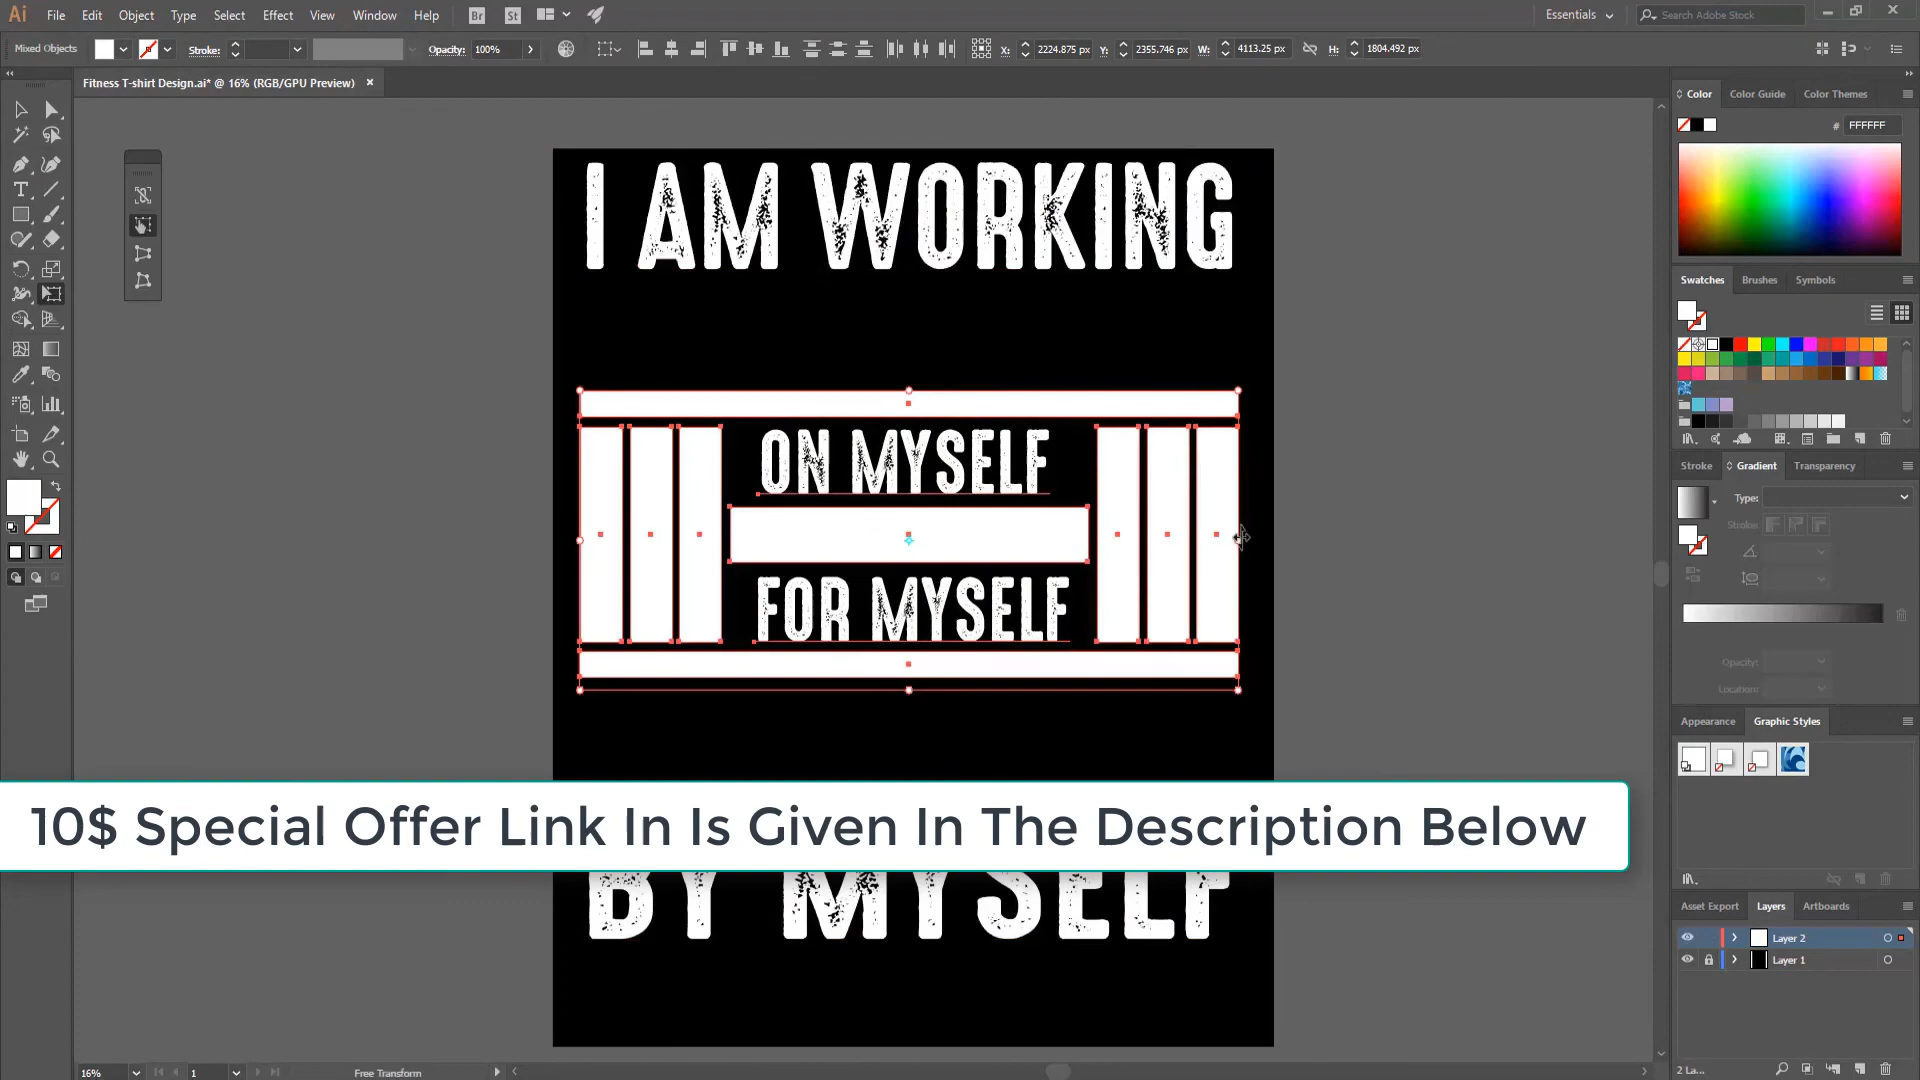 Ai File Edit Object Type Select Effect View Window Help Br St Essentials Search Adobe Stock
Mixed Objects Stroke: Opacity: 100% X: 2224.875 px Y: 2355.746 px W: 4113.25 px H: 1804.492 px
Fitness T-shirt Design.ai* @ 16% (RGB/GPU Preview)
Color Color Guide Color Themes
# FFFFFF
I AM WORKING
Swatches Brushes Symbols
ON MYSELF
Stroke Gradient Transparency
Type:
Stroke:
FOR MYSELF
Opacity:
Location:
Appearance Graphic Styles
10$ Special Offer Link In Is Given In The Description Below
BY MYSELF
Asset Export Layers Artboards
Layer 2
Layer 1
16% 1 Free Transform 2 La...